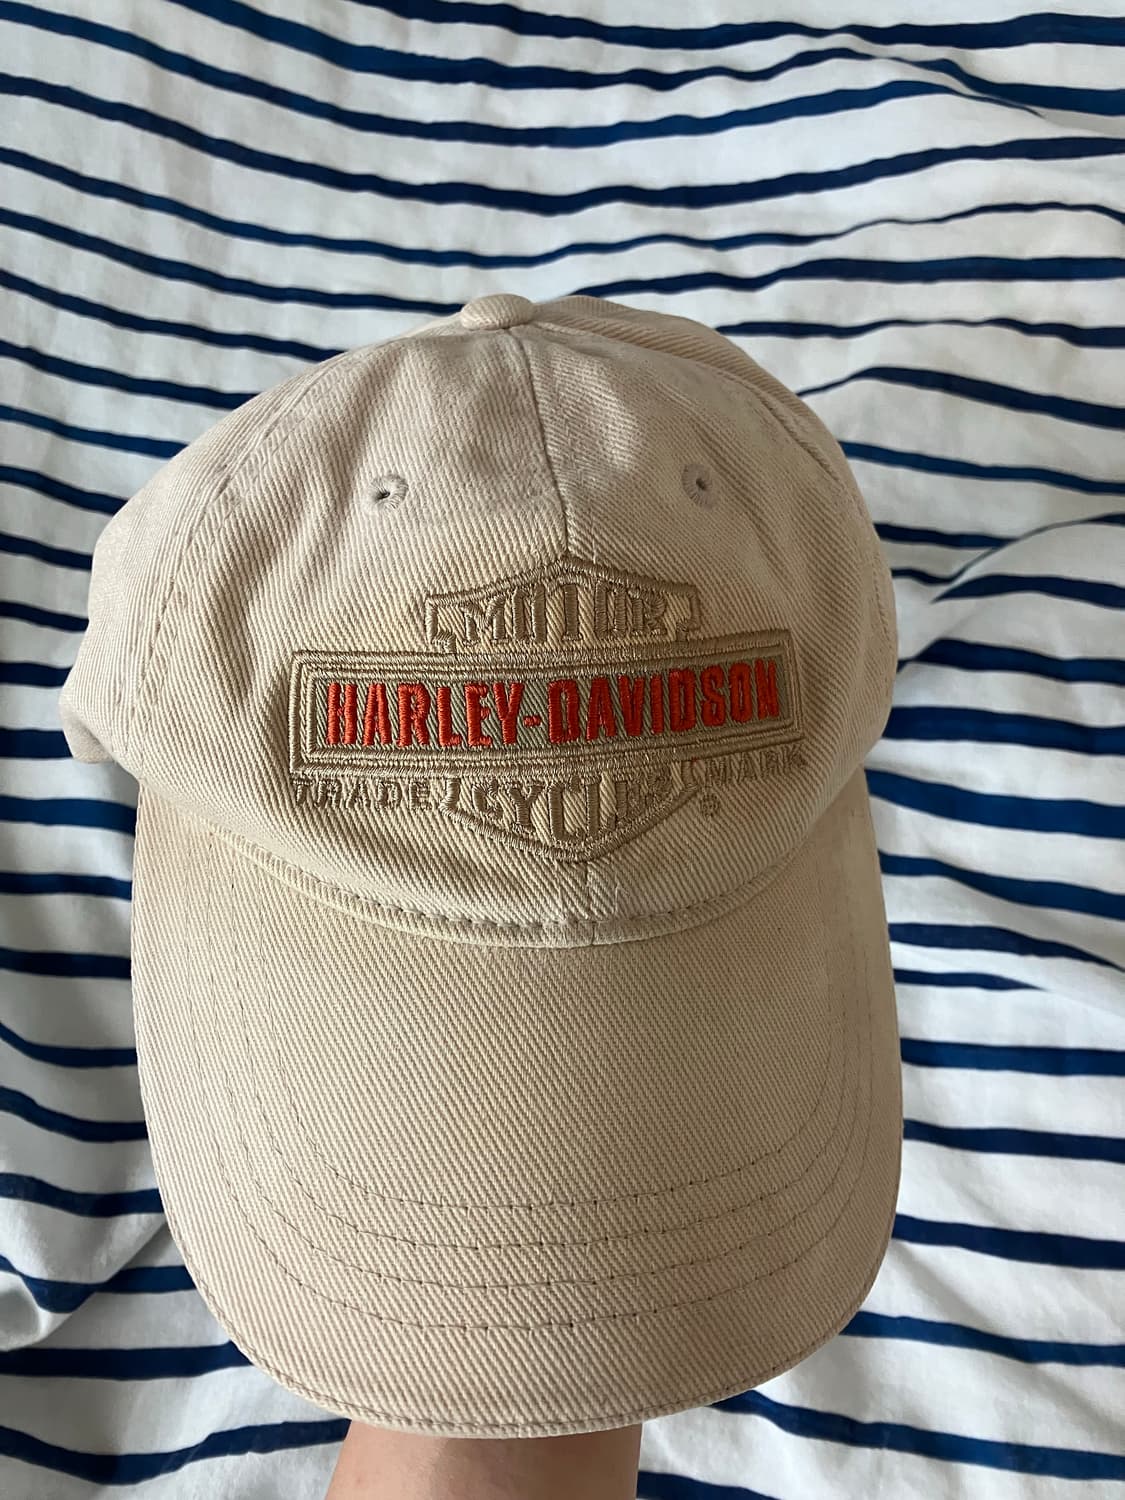 MOTOR
HARLEY-DAVIDSON
TRADE CYCLES MARK
®